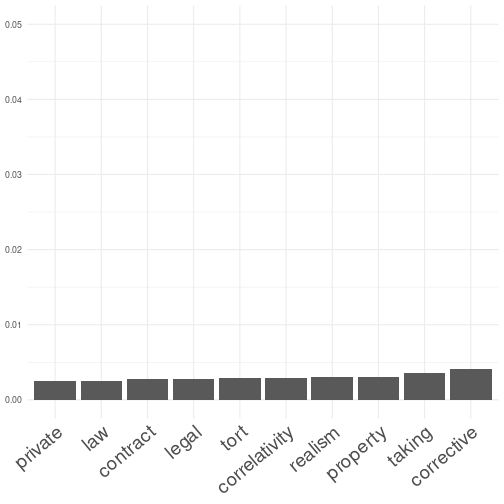 0.05
0.04
0.03
0.02
0.01
0.00
private
law
contract
legal
tort
correlativity
realism
property
taking
corrective